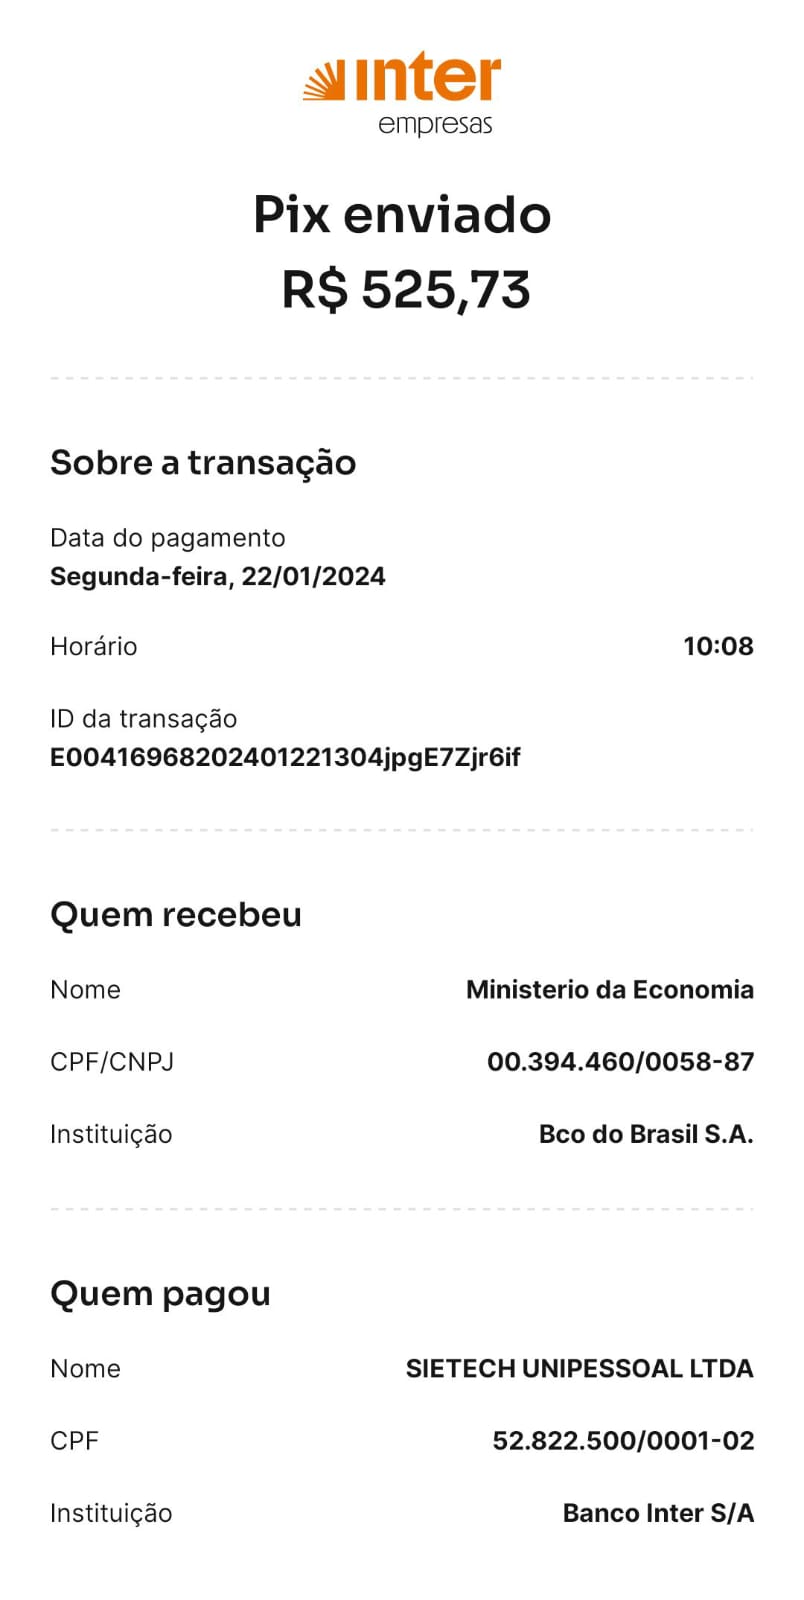 inter
empresas
Pix enviado
R$ 525,73
Sobre a transação
Data do pagamento
Segunda-feira, 22/01/2024
Horário 10:08
ID da transação
E00416968202401221304jpgE7Zjr6if
Quem recebeu
Nome Ministerio da Economia
CPF/CNPJ 00.394.460/0058-87
Instituição Bco do Brasil S.A.
Quem pagou
Nome SIETECH UNIPESSOAL LTDA
CPF 52.822.500/0001-02
Instituição Banco Inter S/A